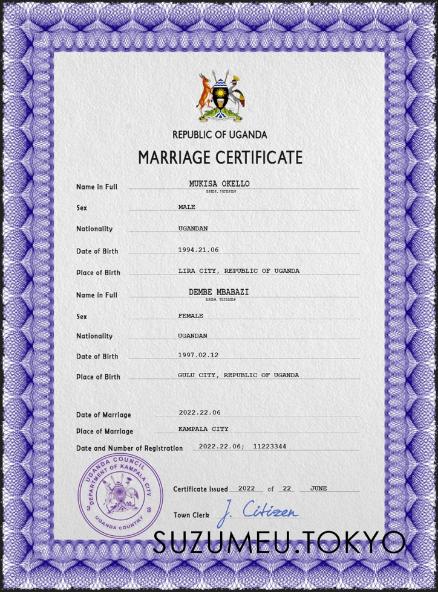 REPUBLIC OF UGANDA
MARRIAGE CERTIFICATE
Name in Full MUKISA OKELLO
Sex MALE
Nationality UGANDAN
Date of Birth 1994.21.06
Place of Birth LIRA CITY, REPUBLIC OF UGANDA
Name in Full DEMBE MBABAZI
Sex FEMALE
Nationality UGANDAN
Date of Birth 1997.02.12
Place of Birth GULU CITY, REPUBLIC OF UGANDA
Date of Marriage 2022.22.06
Place of Marriage KAMPALA CITY
Date and Number of Registration 2022.22.06; 11223344
UGANDA COUNCIL
DEPARTMENT OF KAMPALA CITY
UGANDA COUNTRY
Certificate Issued 2022 of 22 JUNE
Town Clerk J. Citizen
SUZUMEU.TOKYO